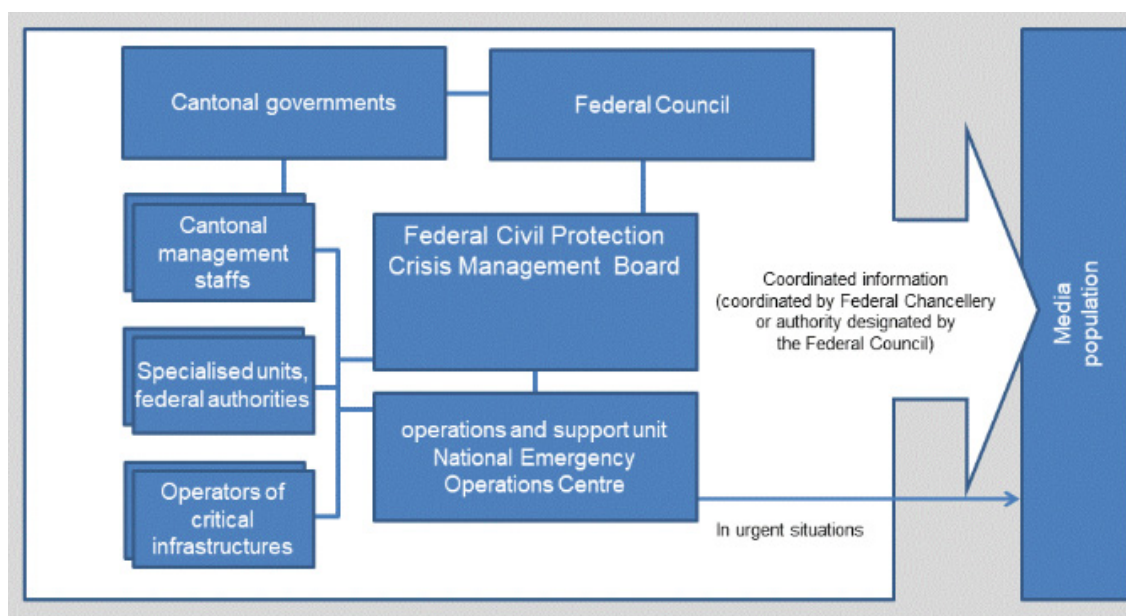 Cantonal governments
Federal Council
Cantonal
management
staffs
Federal Civil Protection
Crisis Management Board
Specialised units,
federal authorities
operations and support unit
National Emergency
Operations Centre
Operators of
critical
infrastructures
Coordinated information
(coordinated by Federal Chancellery
or authority designated by
the Federal Council)
In urgent situations
Media
population